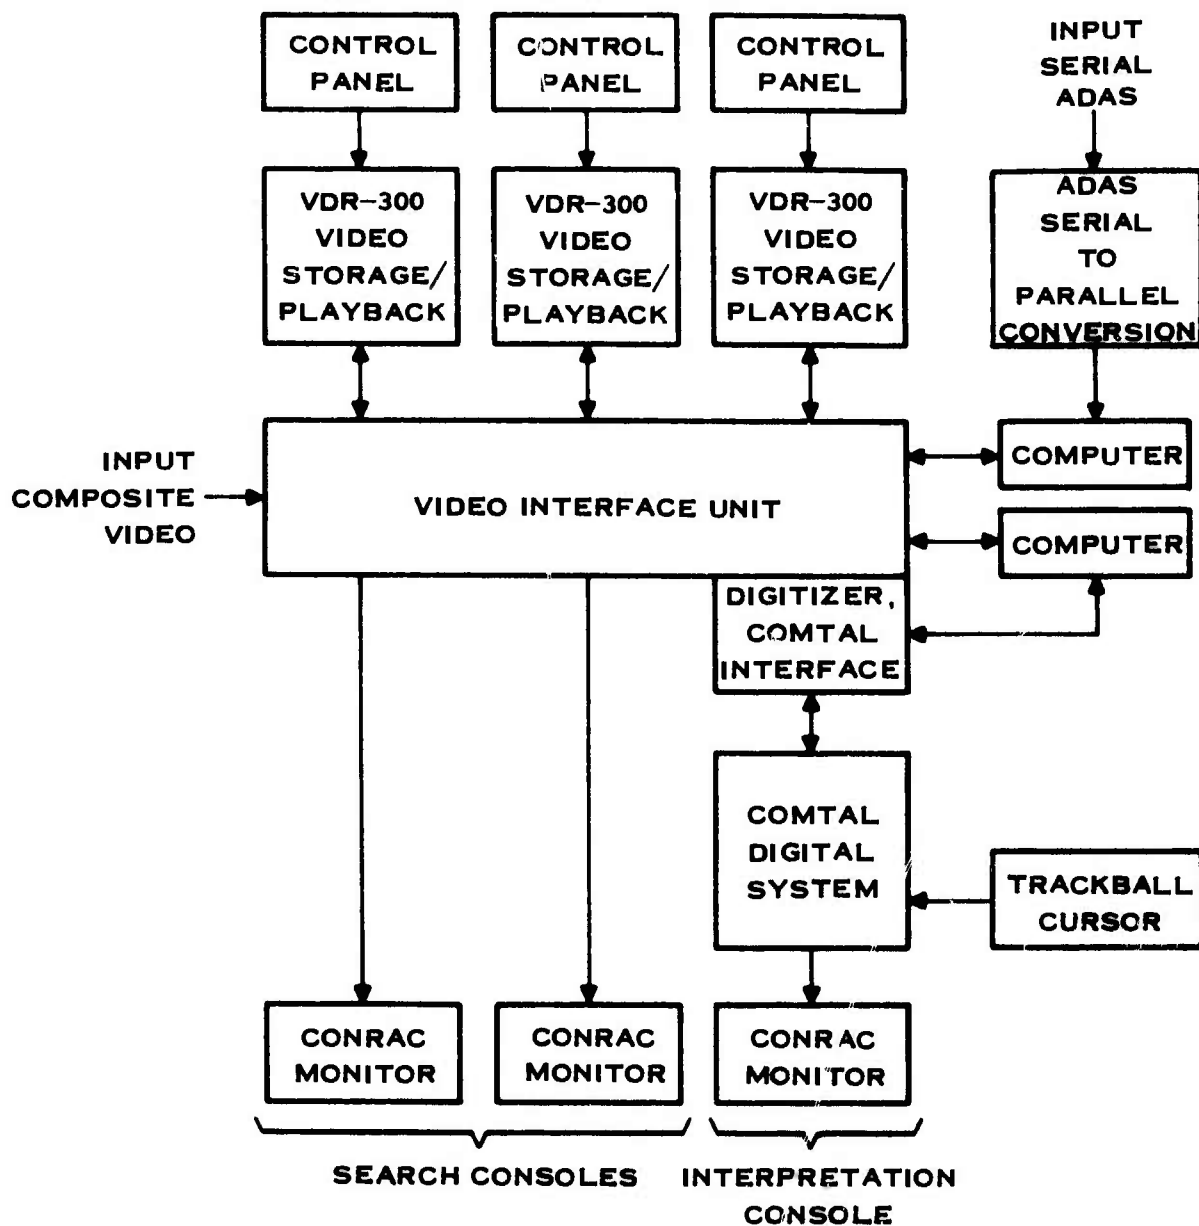 CONTROL
PANEL
CONTROL
PANEL
CONTROL
PANEL
INPUT
SERIAL
ADAS
VDR-300
VIDEO
STORAGE/
PLAYBACK
VDR-300
VIDEO
STORAGE/
PLAYBACK
VDR-300
VIDEO
STORAGE/
PLAYBACK
ADAS
SERIAL
TO
PARALLEL
CONVERSION
INPUT
COMPOSITE
VIDEO
VIDEO INTERFACE UNIT
COMPUTER
COMPUTER
DIGITIZER,
COMTAL
INTERFACE
COMTAL
DIGITAL
SYSTEM
TRACKBALL
CURSOR
CONRAC
MONITOR
CONRAC
MONITOR
CONRAC
MONITOR
SEARCH CONSOLES
INTERPRETATION
CONSOLE